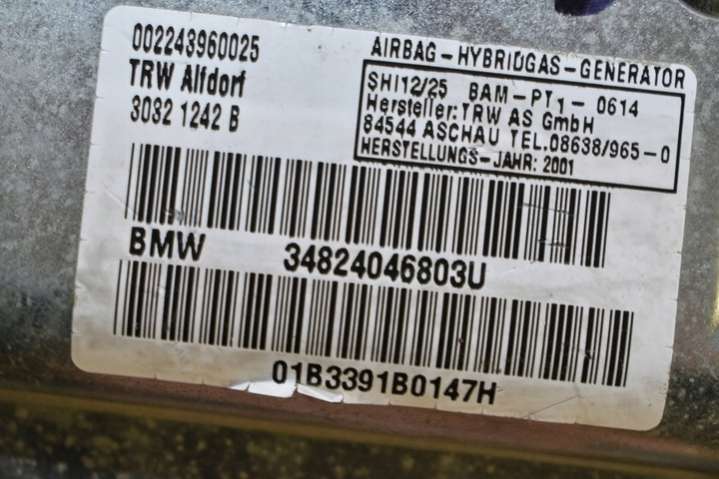 002243960025
TRW Alfdorf
3032 1242 B
AIRBAG-HYBRIDGAS-GENERATOR
SHI12/25 BAM-PT1- 0614
Hersteller:TRW AS GmbH
84544 ASCHAU TEL.08638/965-0
HERSTELLUNGS-JAHR: 2001
BMW 34824046803U
01B3391B0147H